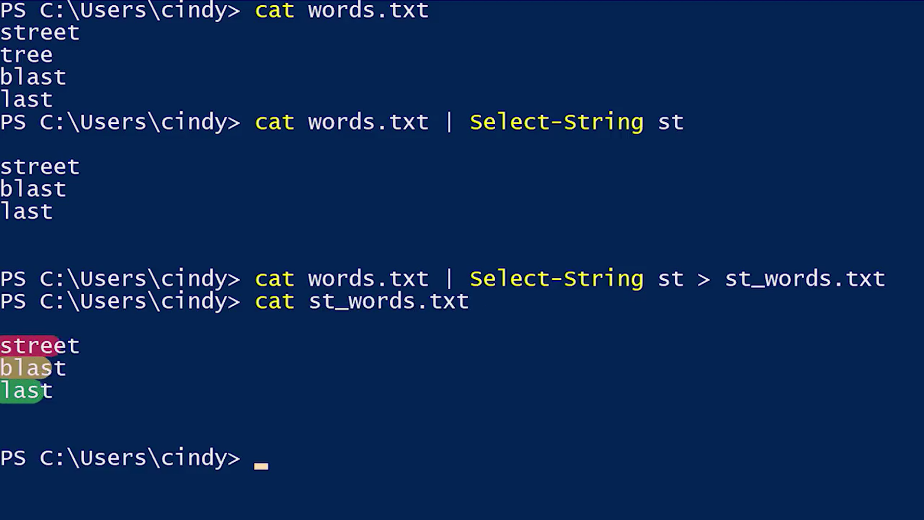 PS C:\Users\cindy> cat words.txt
street
tree
blast
last
PS C:\Users\cindy> cat words.txt | Select-String st
street
blast
last
PS C:\Users\cindy> cat words.txt | Select-String st > st_words.txt
PS C:\Users\cindy> cat st_words.txt
street
blast
last
PS C:\Users\cindy> _